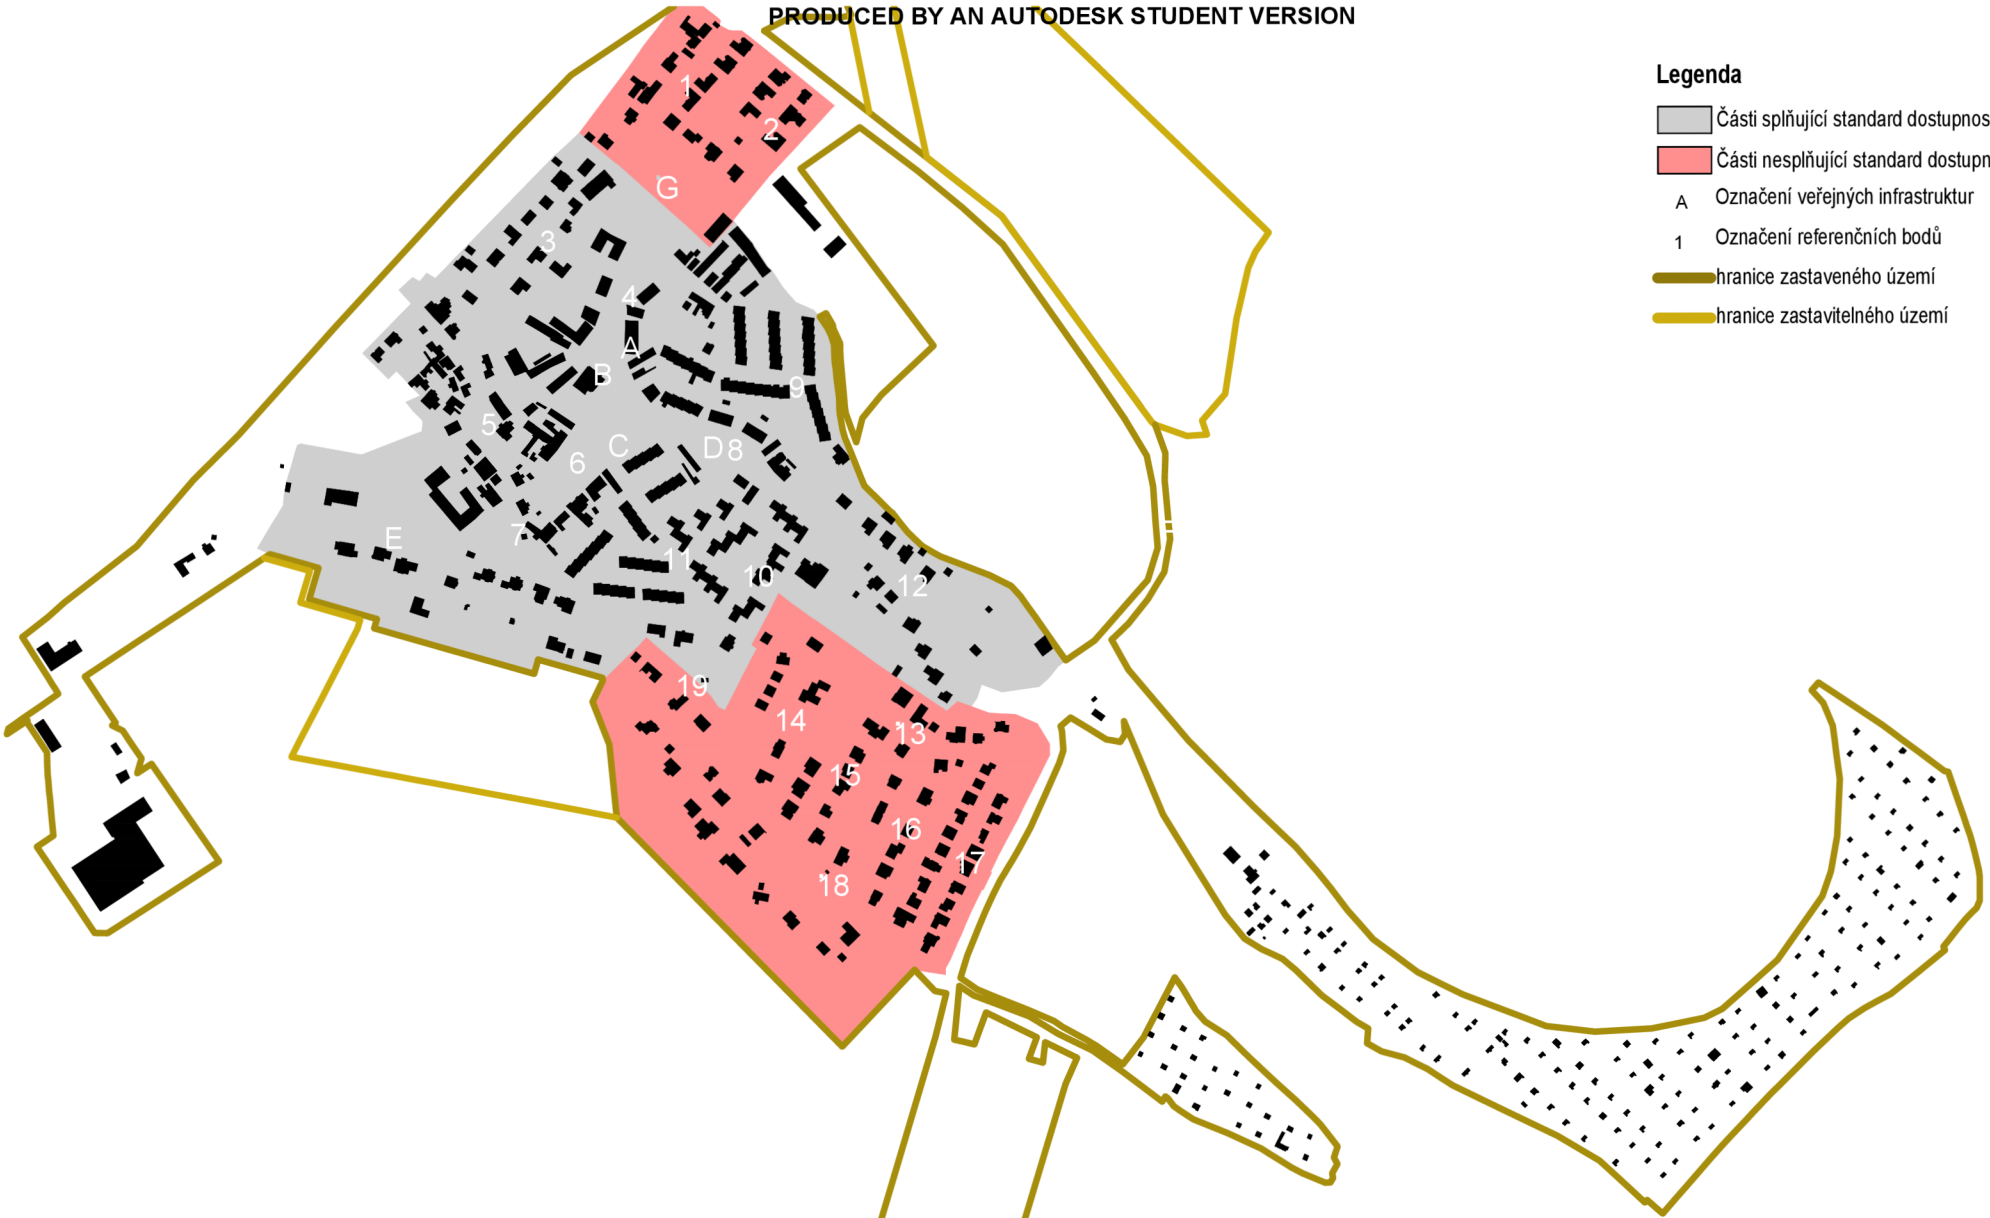 PRODUCED BY AN AUTODESK STUDENT VERSION
Legenda
Části splňující standard
Části nesplňující standard
A Označení veřejných infrastruktur
1 Označení referenčních bodů
hranice zastaveného území
hranice zastavitelného území
1
2
G
3
4
A
B
9
5
C
D
8
6
E
7
11
10
12
19
14
13
15
16
17
18